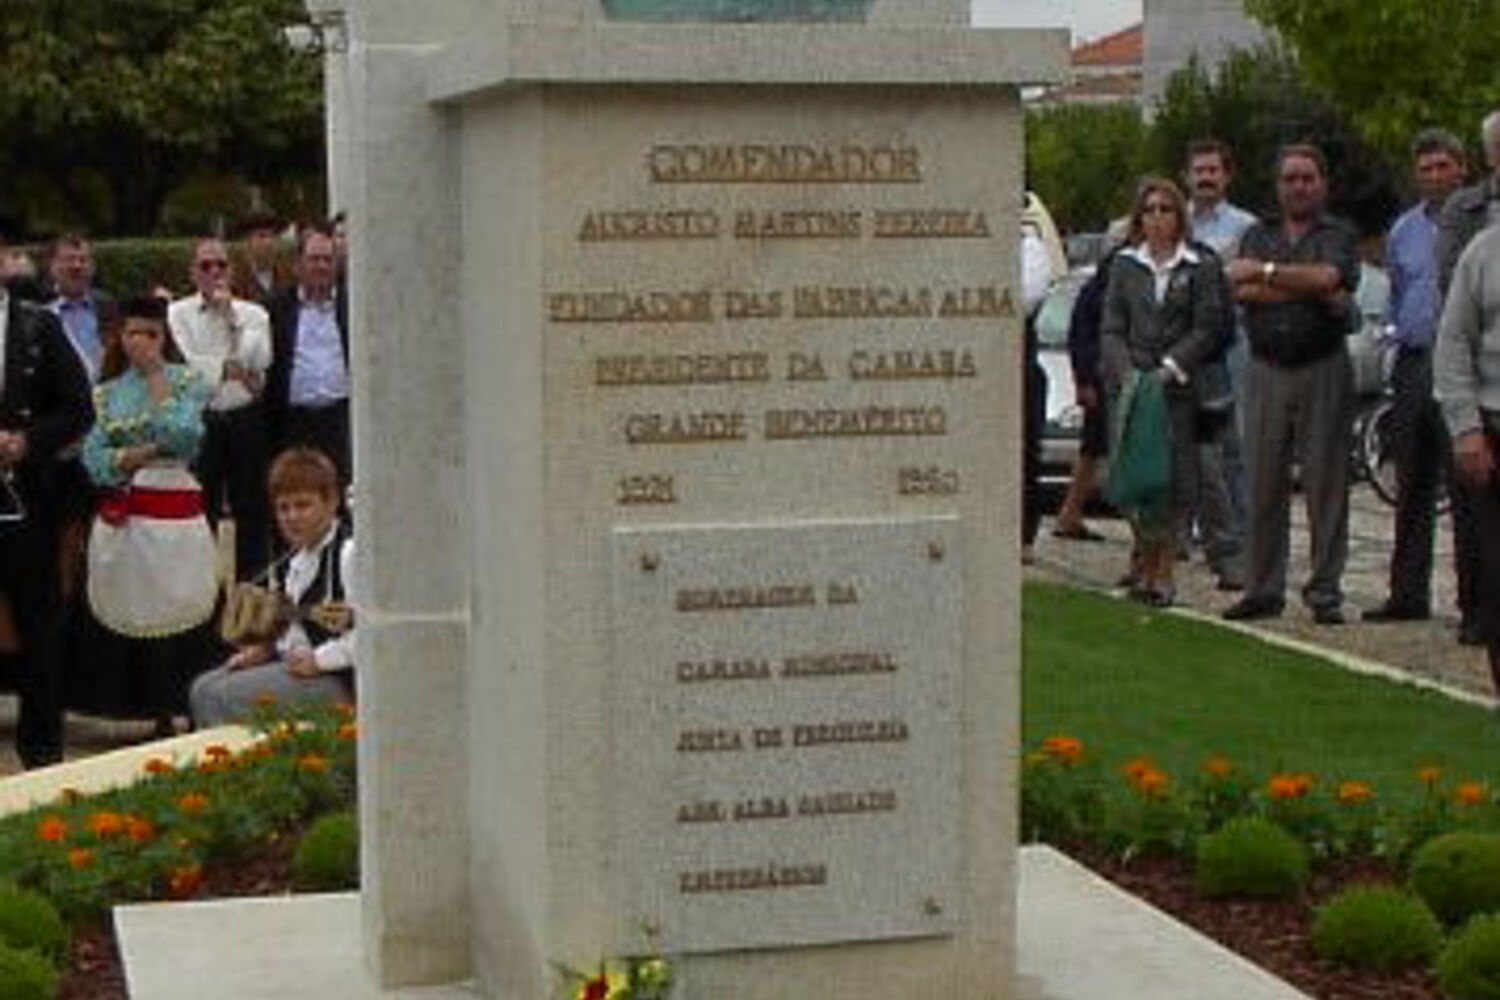 COMENDADOR
AUGUSTO MARTINS PEREIRA
FUNDADOR DAS FABRICAS ALBA
PRESIDENTE DA CAMARA
GRANDE BENEMÉRITO
HOMENAGEM DA
CAMARA MUNICIPAL
JUNTA DE FREGUESIA
ALBA